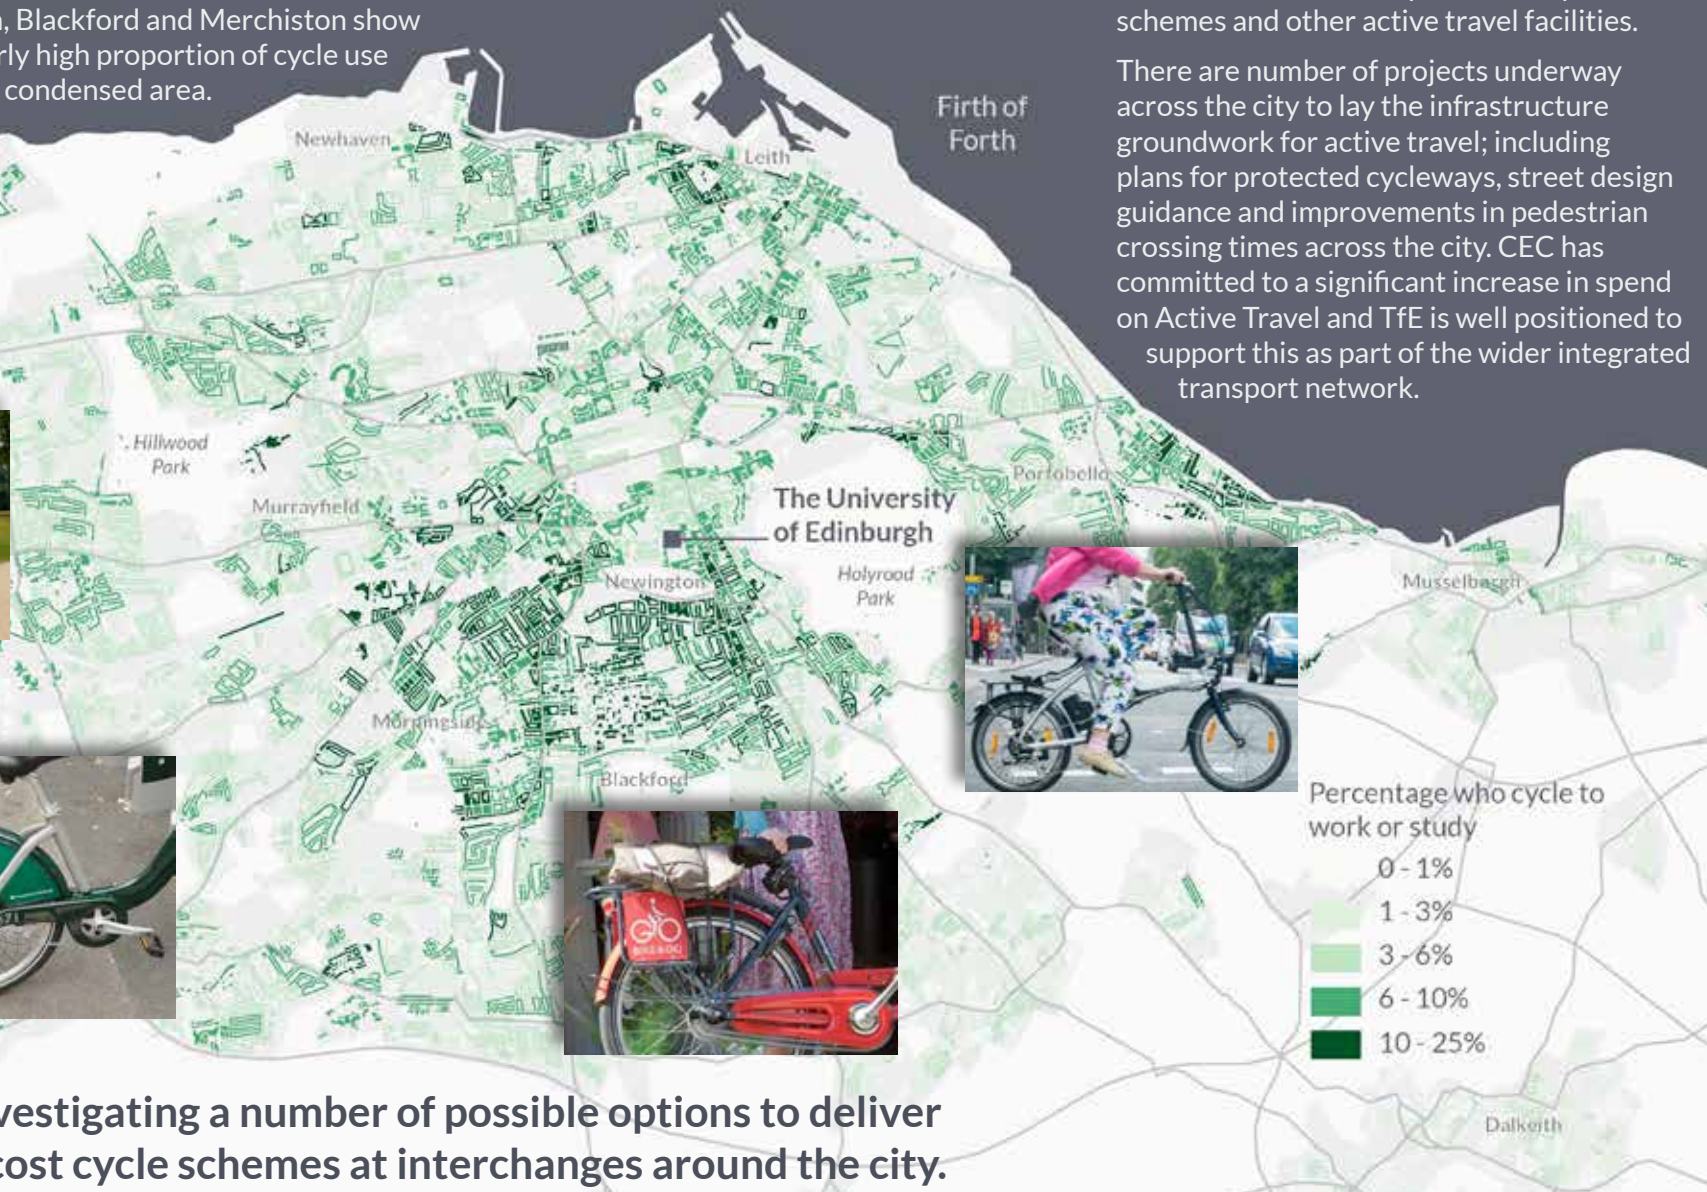 , Blackford and Merchiston show
rly high proportion of cycle use
condensed area.
schemes and other active travel facilities.
There are number of projects underway
across the city to lay the infrastructure
groundwork for active travel; including
plans for protected cycleways, street design
guidance and improvements in pedestrian
crossing times across the city. CEC has
committed to a significant increase in spend
on Active Travel and TfE is well positioned to
support this as part of the wider integrated
transport network.
Firth of
Forth
Newhaven
Leith
Hillwood
Park
Murrayfield
Portobello
The University
of Edinburgh
Newington
Holyrood
Park
Musselburgh
Morningside
Blackford
Percentage who cycle to
work or study
0 - 1%
1 - 3%
3 - 6%
6 - 10%
10 - 25%
Dalkeith
vestigating a number of possible options to deliver
cost cycle schemes at interchanges around the city.